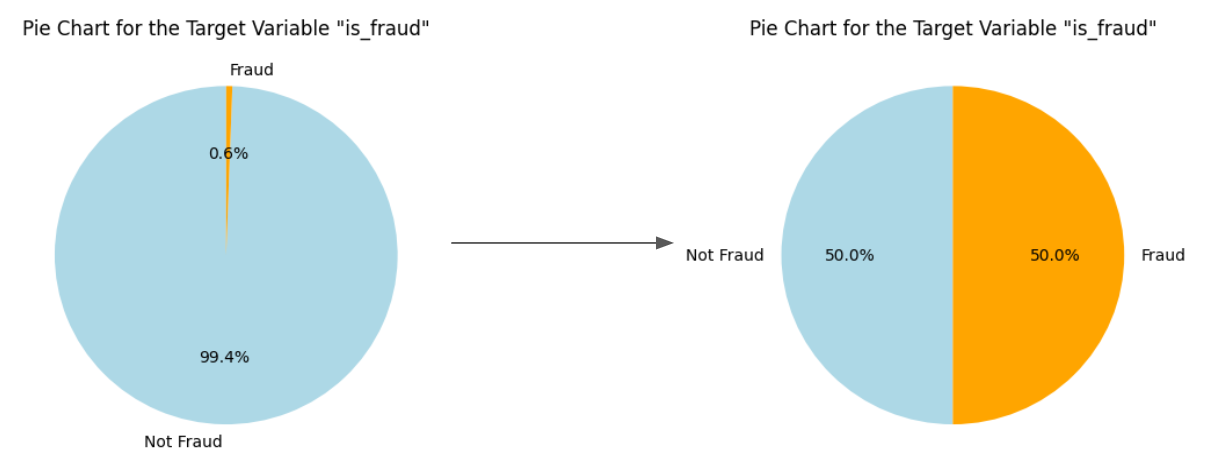 Pie Chart for the Target Variable "is_fraud"
Fraud
0.6%
99.4%
Not Fraud
Pie Chart for the Target Variable "is_fraud"
Not Fraud
50.0%
50.0%
Fraud